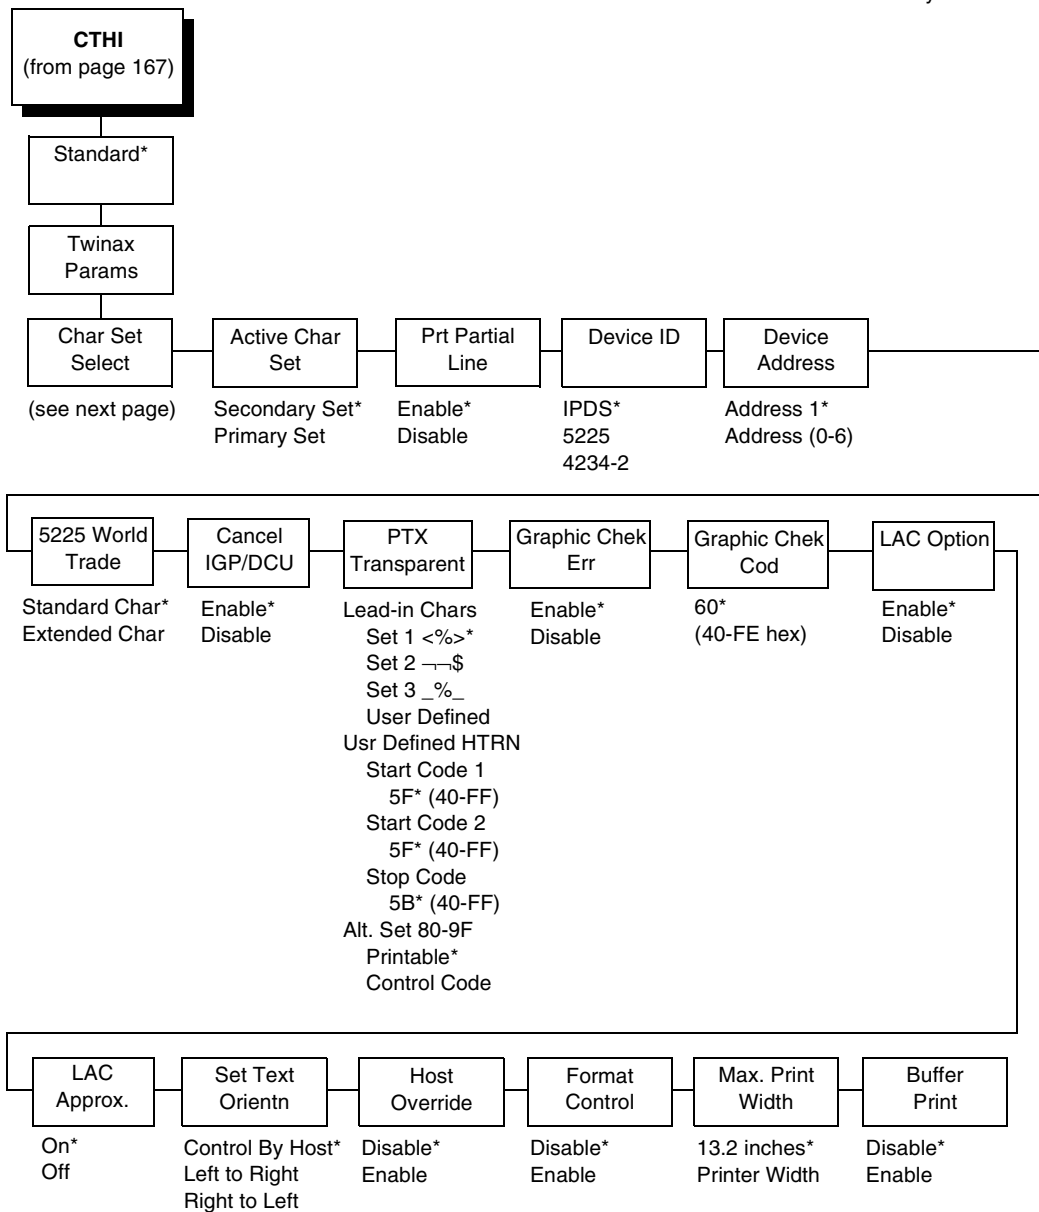 CTHI
(from page 167)
Standard*
Twinax
Params
Char Set
Select
(see next page)
Active Char
Set
Secondary Set*
Primary Set
Prt Partial
Line
Enable*
Disable
Device ID
IPDS*
5225
4234-2
Device
Address
Address 1*
Address (0-6)
5225 World
Trade
Standard Char*
Extended Char
Cancel
IGP/DCU
Enable*
Disable
PTX
Transparent
Lead-in Chars
Set 1 <%>*
Set 2 ¬¬$
Set 3 _%_
User Defined
Usr Defined HTRN
Start Code 1
5F* (40-FF)
Start Code 2
5F* (40-FF)
Stop Code
5B* (40-FF)
Alt. Set 80-9F
Printable*
Control Code
Graphic Chek
Err
Enable*
Disable
Graphic Chek
Cod
60*
(40-FE hex)
LAC Option
Enable*
Disable
LAC
Approx.
On*
Off
Set Text
Orientn
Control By Host*
Left to Right
Right to Left
Host
Override
Disable*
Enable
Format
Control
Disable*
Enable
Max. Print
Width
13.2 inches*
Printer Width
Buffer
Print
Disable*
Enable